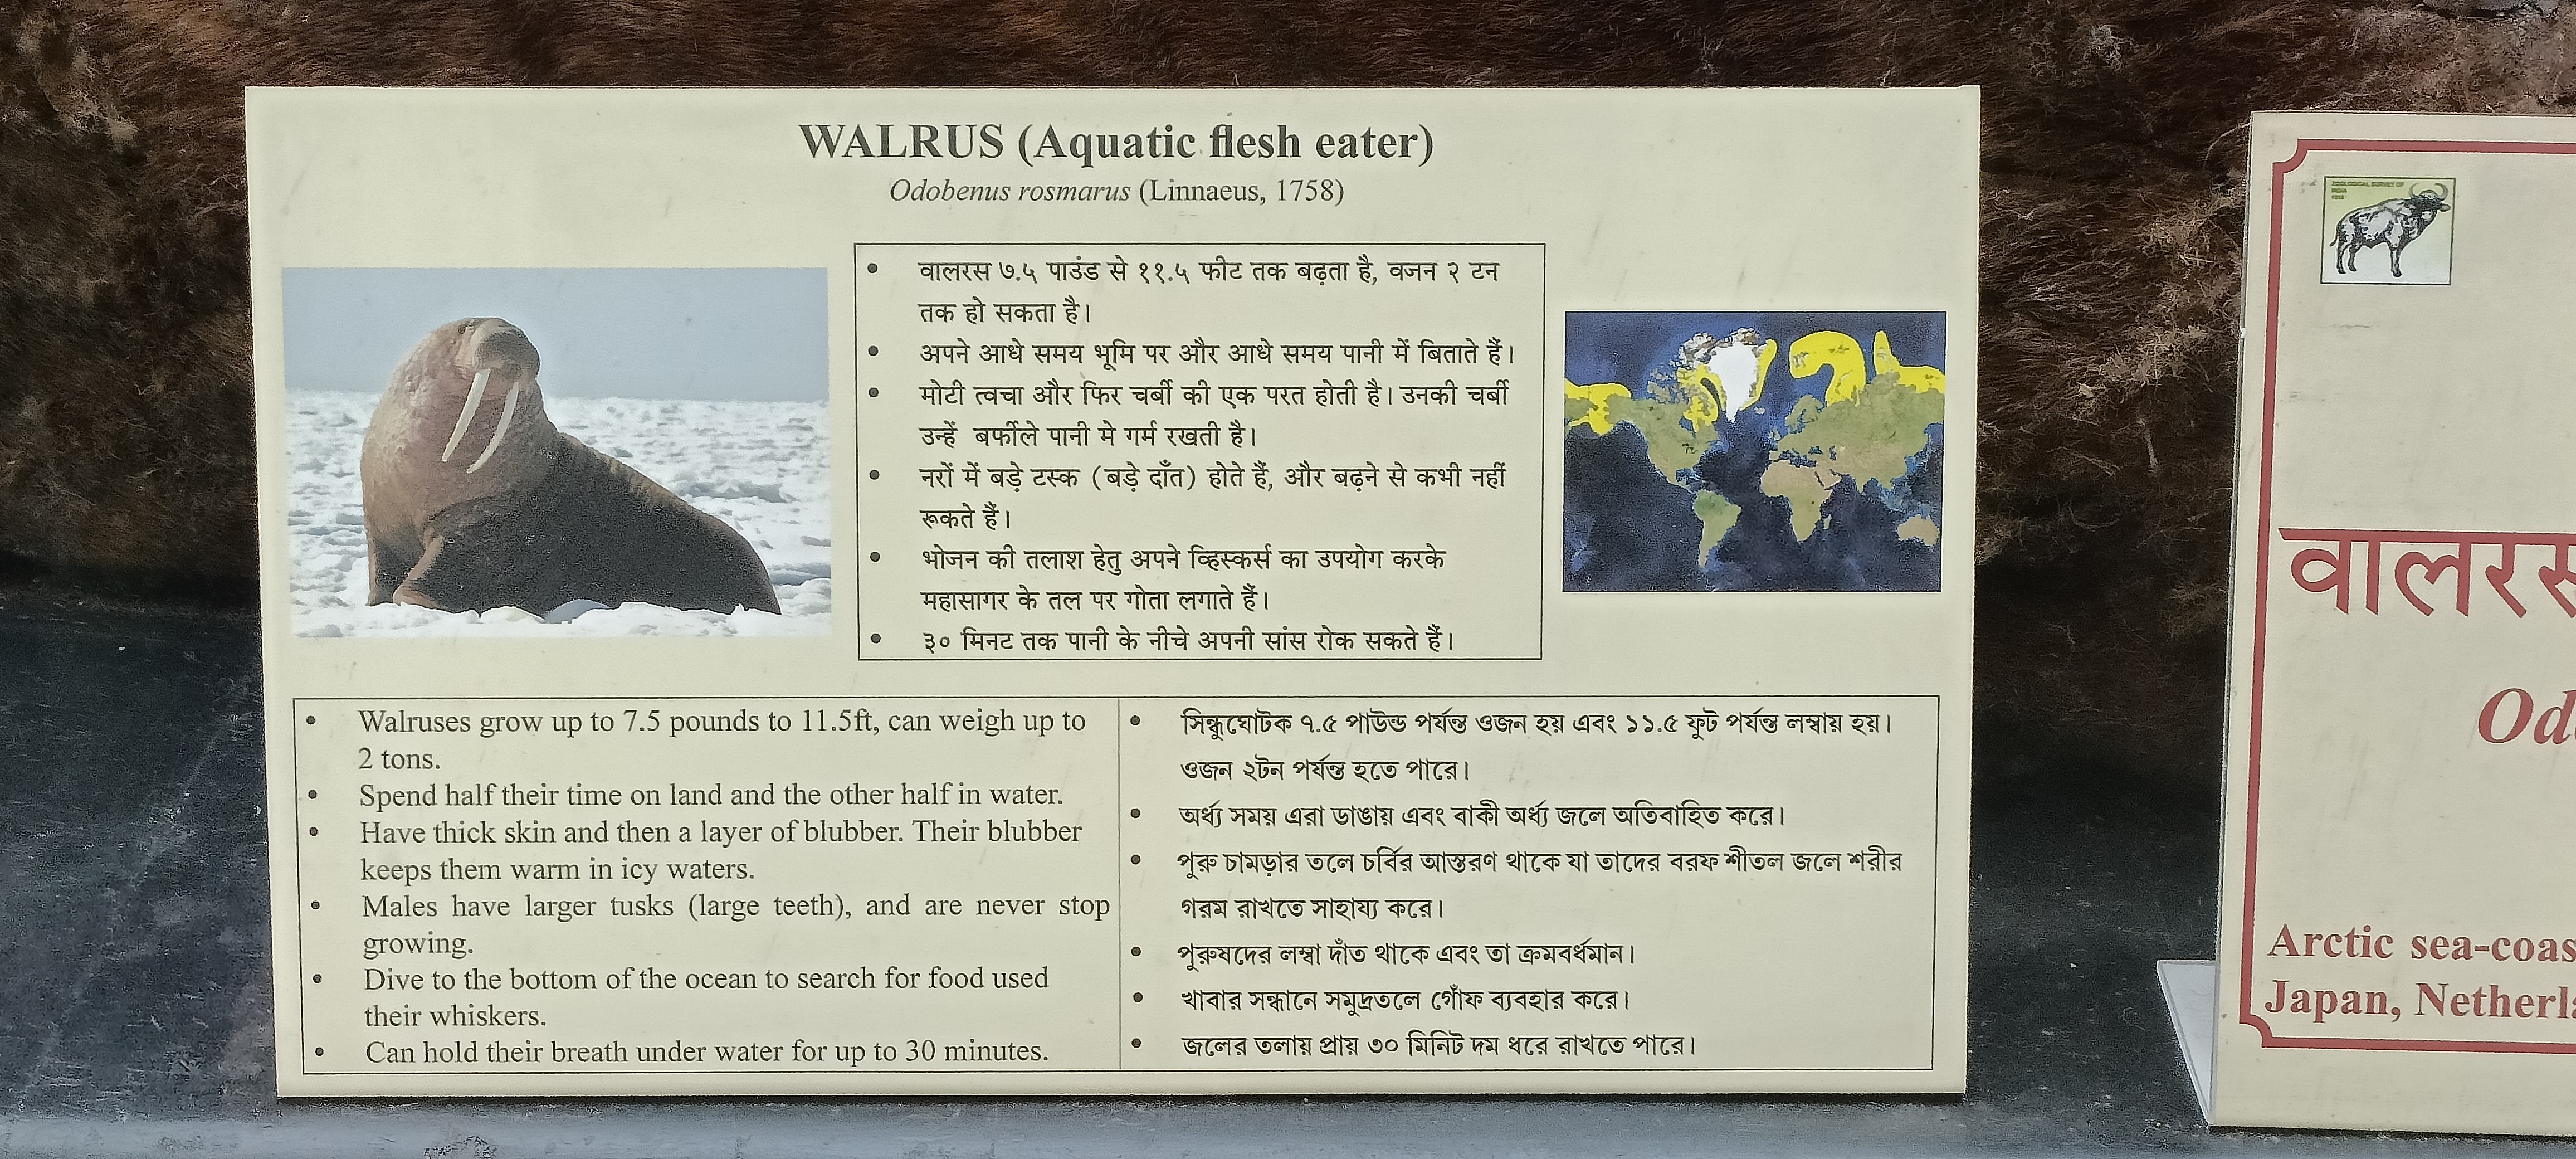 WALRUS (Aquatic flesh eater)
Odobenus rosmarus (Linnaeus, 1758)
• वालरस ७.५ पाउंड से ११.५ फीट तक बढ़ता है, वजन २ टन
तक हो सकता है।
• अपने आधे समय भूमि पर और आधे समय पानी में बिताते हैं।
• मोटी त्वचा और फिर चर्बी की एक परत होती है। उनकी चर्बी
उन्हें बर्फीले पानी मे गर्म रखती है।
• नरों में बड़े टस्क (बड़े दाँत) होते हैं, और बढ़ने से कभी नहीं
रूकते हैं।
• भोजन की तलाश हेतु अपने व्हिस्कर्स का उपयोग करके
महासागर के तल पर गोता लगाते हैं।
• ३० मिनट तक पानी के नीचे अपनी सांस रोक सकते हैं।
• Walruses grow up to 7.5 pounds to 11.5ft, can weigh up to
2 tons.
• Spend half their time on land and the other half in water.
• Have thick skin and then a layer of blubber. Their blubber
keeps them warm in icy waters.
• Males have larger tusks (large teeth), and are never stop
growing.
• Dive to the bottom of the ocean to search for food used
their whiskers.
• Can hold their breath under water for up to 30 minutes.
• সিন্ধুঘোটক ৭.৫ পাউন্ড পর্যন্ত ওজন হয় এবং ১১.৫ ফুট পর্যন্ত লম্বায় হয়।
ওজন ২টন পর্যন্ত হতে পারে।
• অর্ধ্য সময় এরা ডাঙায় এবং বাকী অর্ধ্য জলে অতিবাহিত করে।
• পুরু চামড়ার তলে চর্বির আস্তরণ থাকে যা তাদের বরফ শীতল জলে শরীর
গরম রাখতে সাহায্য করে।
• পুরুষদের লম্বা দাঁত থাকে এবং তা ক্রমবর্ধমান।
• খাবার সন্ধানে সমুদ্রতলে গোঁফ ব্যবহার করে।
• জলের তলায় প্রায় ৩০ মিনিট দম ধরে রাখতে পারে।
ZOOLOGICAL SURVEY OF
INDIA
1916
वालरस
Od
Arctic sea-coas
Japan, Netherl